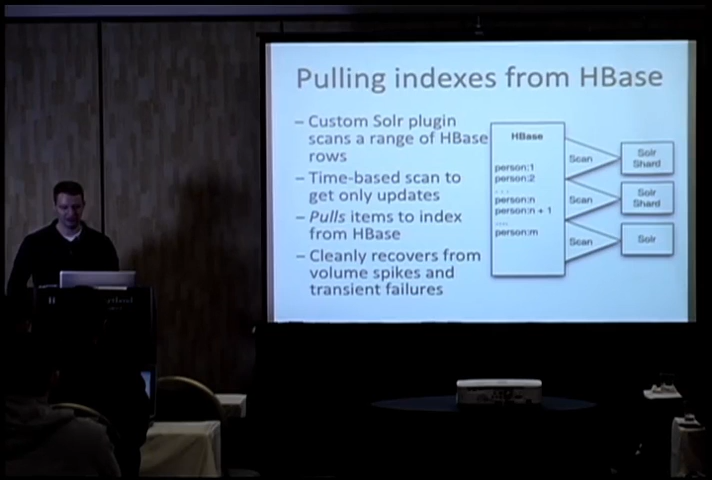 Pulling indexes from HBase
– Custom Solr plugin
scans a range of HBase
rows
– Time-based scan to
get only updates
– Pulls items to index
from HBase
– Cleanly recovers from
volume spikes and
transient failures
HBase
person:1
person:2
. . .
person:n
person:n + 1
....
person:m
Scan
Scan
Scan
Solr
Shard
Solr
Shard
Solr